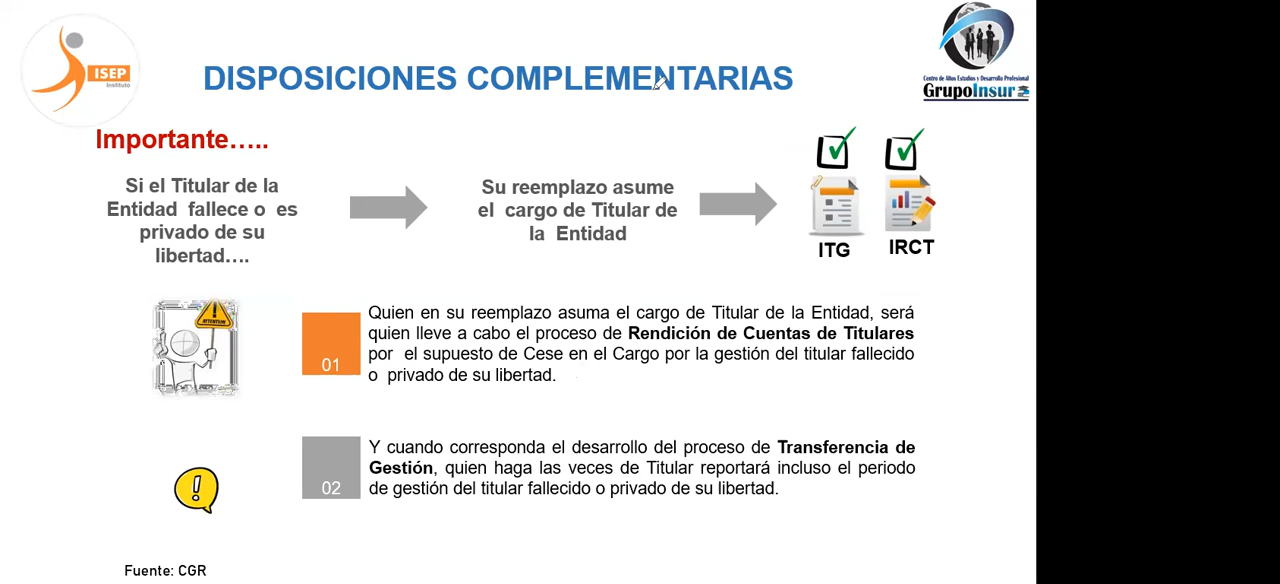 ISEP
Instituto
DISPOSICIONES COMPLEMENTARIAS
Centro de Altos Estudios y Desarrollo Profesional
GrupoInsur
Importante…..
Si el Titular de la
Entidad fallece o es
privado de su
libertad….
Su reemplazo asume
el cargo de Titular de
la Entidad
ITG
IRCT
ATTENTION
01
Quien en su reemplazo asuma el cargo de Titular de la Entidad, será
quien lleve a cabo el proceso de Rendición de Cuentas de Titulares
por el supuesto de Cese en el Cargo por la gestión del titular fallecido
o privado de su libertad.
02
Y cuando corresponda el desarrollo del proceso de Transferencia de
Gestión, quien haga las veces de Titular reportará incluso el periodo
de gestión del titular fallecido o privado de su libertad.
Fuente: CGR